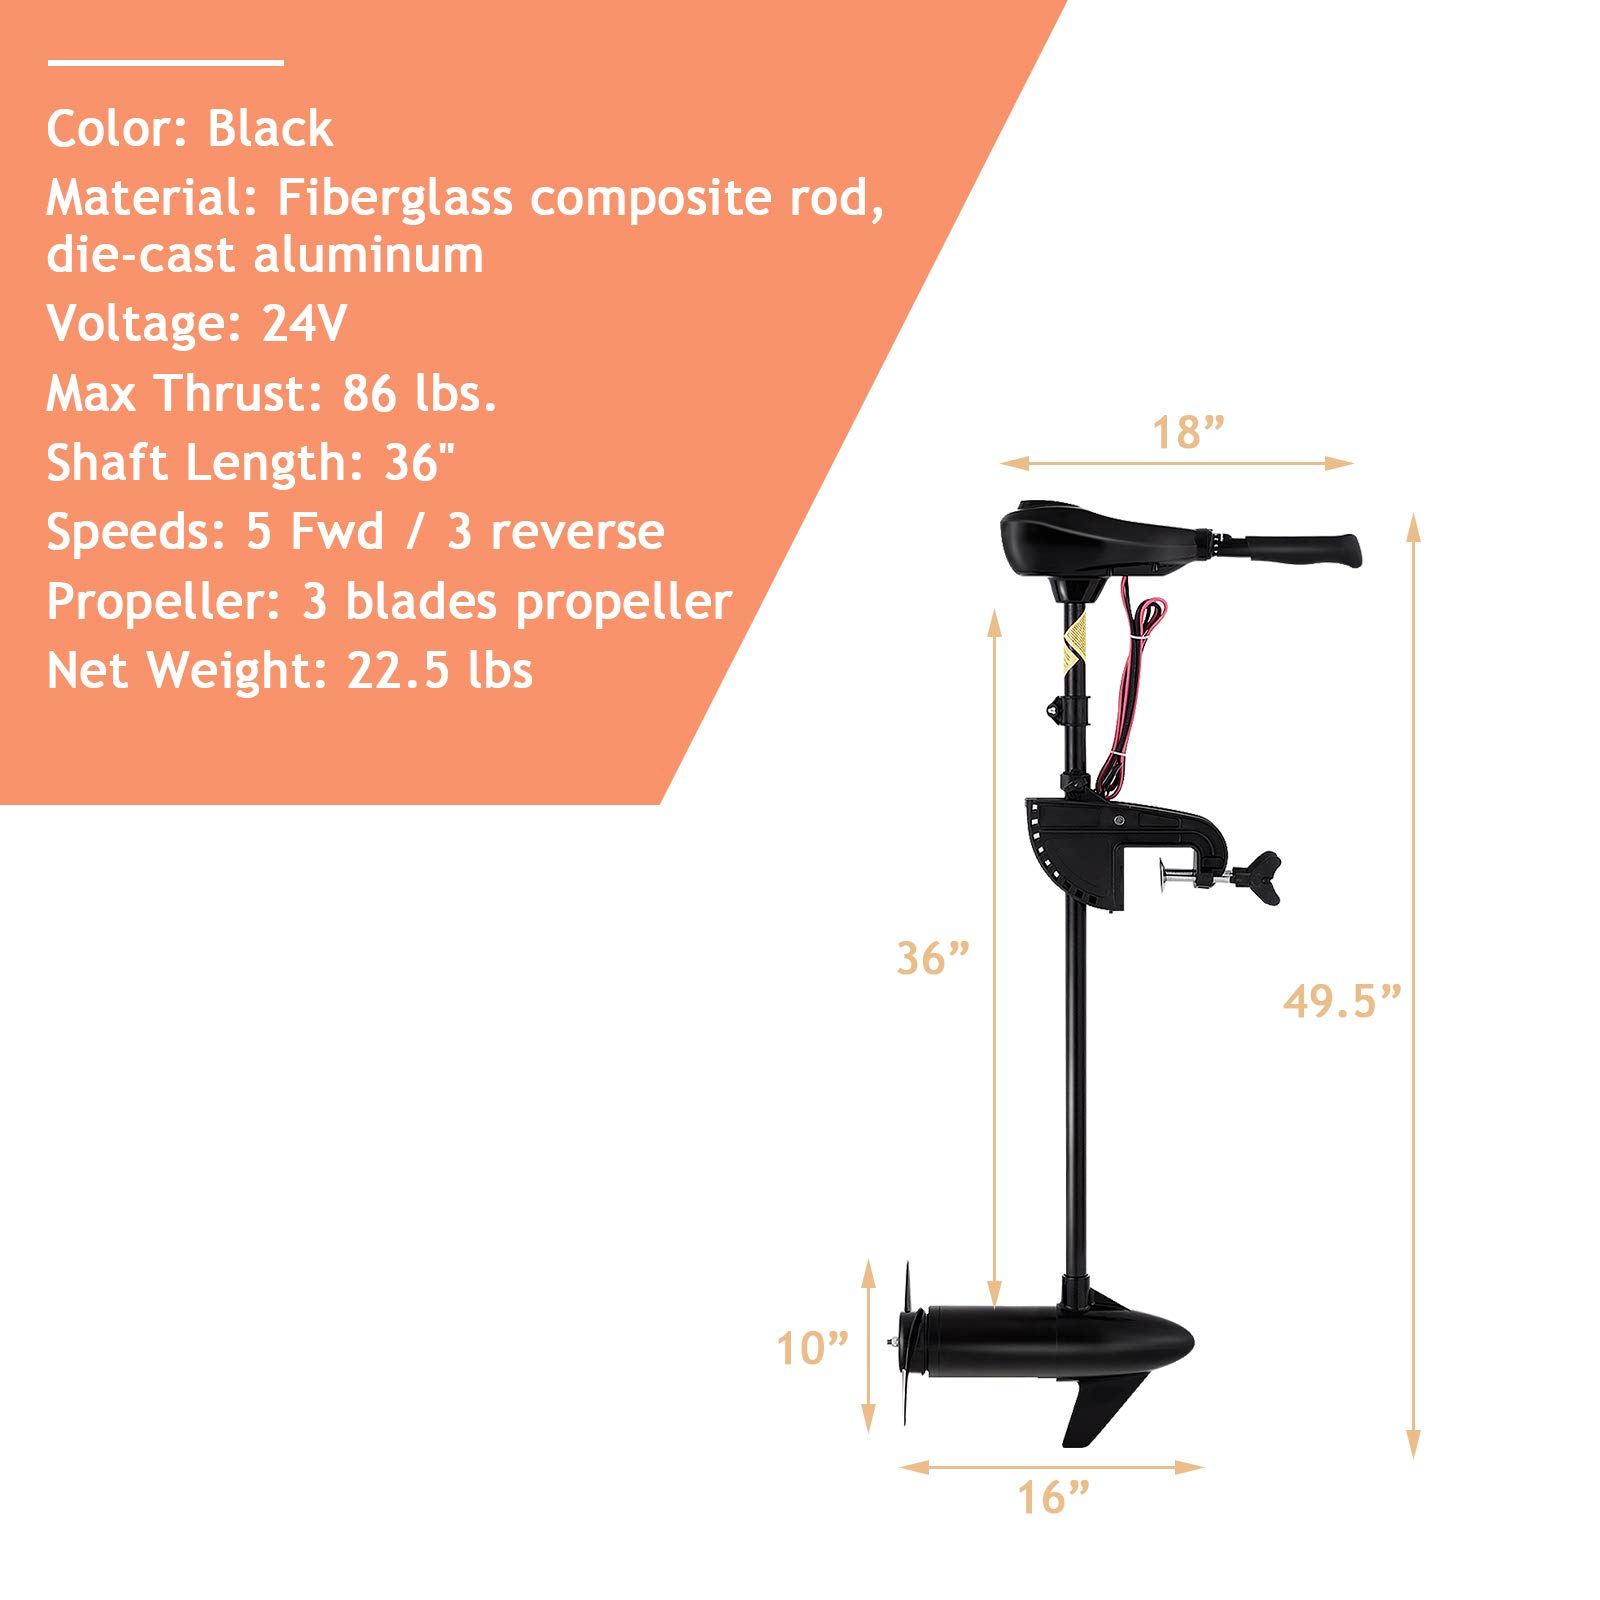 Color: Black
Material: Fiberglass composite rod,
die-cast aluminum
Voltage: 24V
Max Thrust: 86 lbs.
Shaft Length: 36"
Speeds: 5 Fwd / 3 reverse
Propeller: 3 blades propeller
Net Weight: 22.5 lbs
18”
36”
49.5”
10”
16”